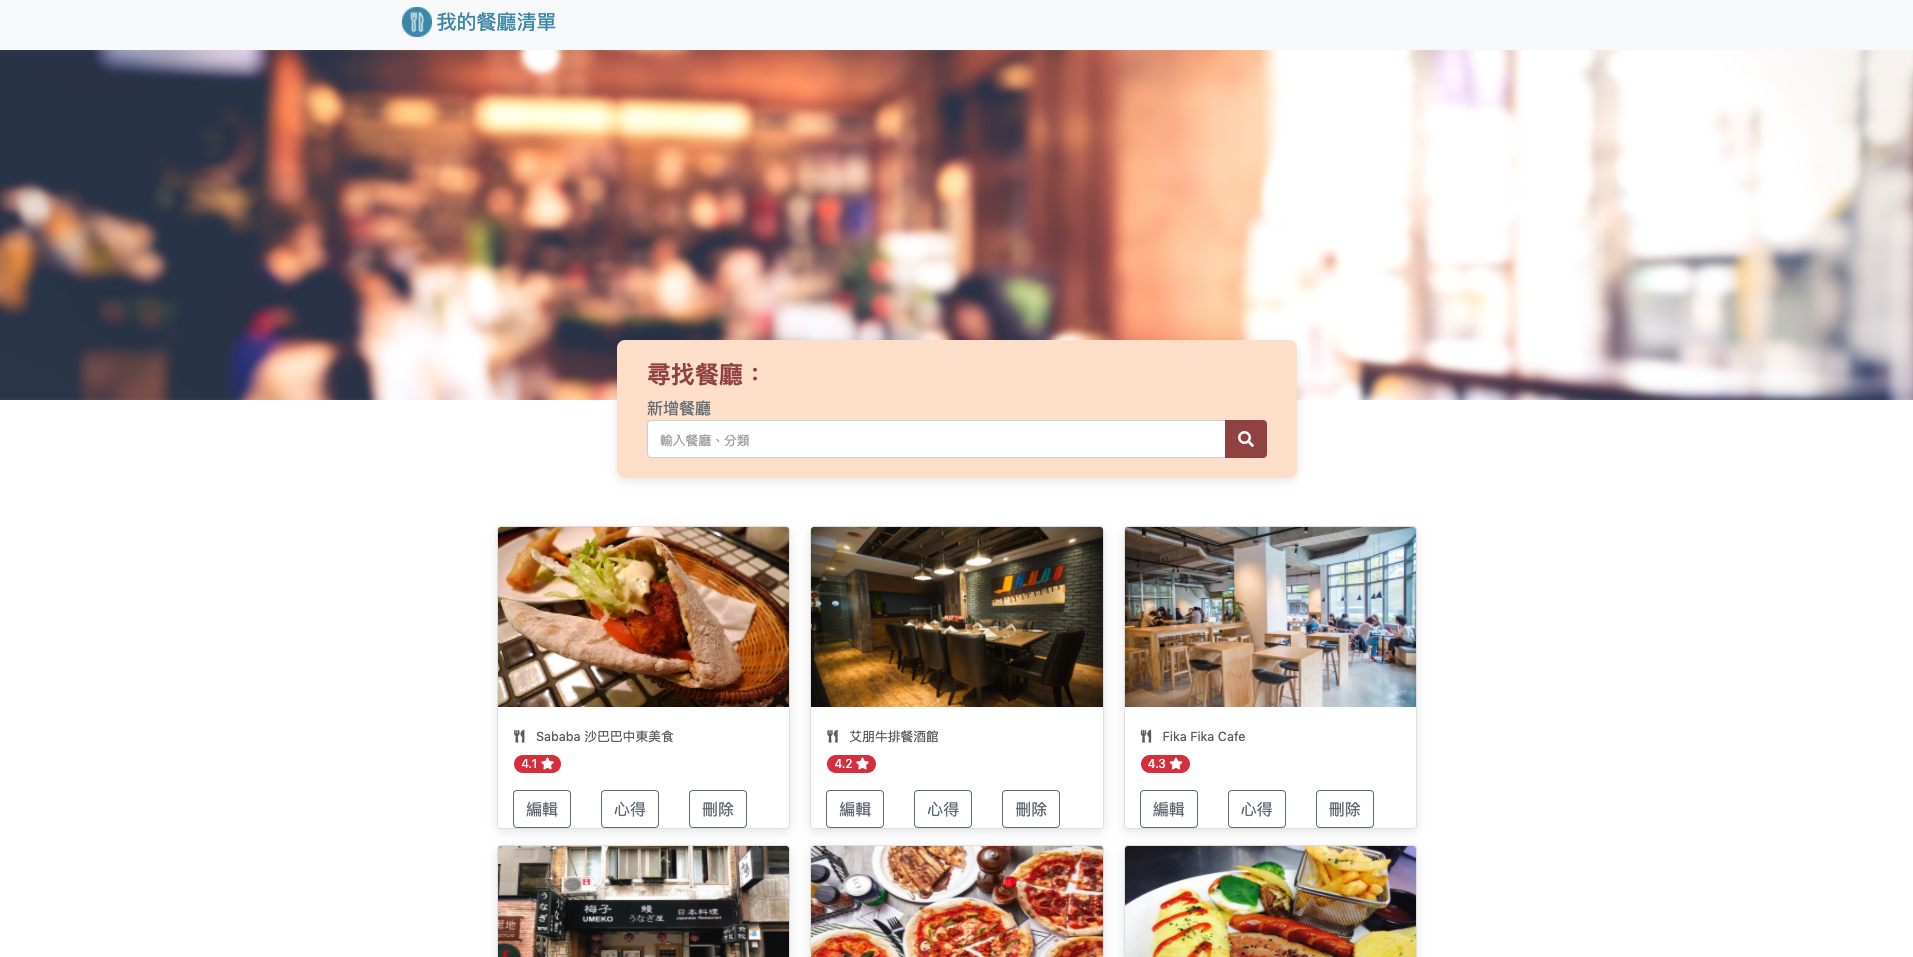 我的餐廳清單
尋找餐廳：
新增餐廳
輸入餐廳、分類
Sababa 沙巴巴中東美食
4.1
編輯 心得 刪除
艾朋牛排餐酒館
4.2
編輯 心得 刪除
Fika Fika Cafe
4.3
編輯 心得 刪除
梅子 鰻 日本料理
UMEKO うなぎ屋 Japanese Restaurant